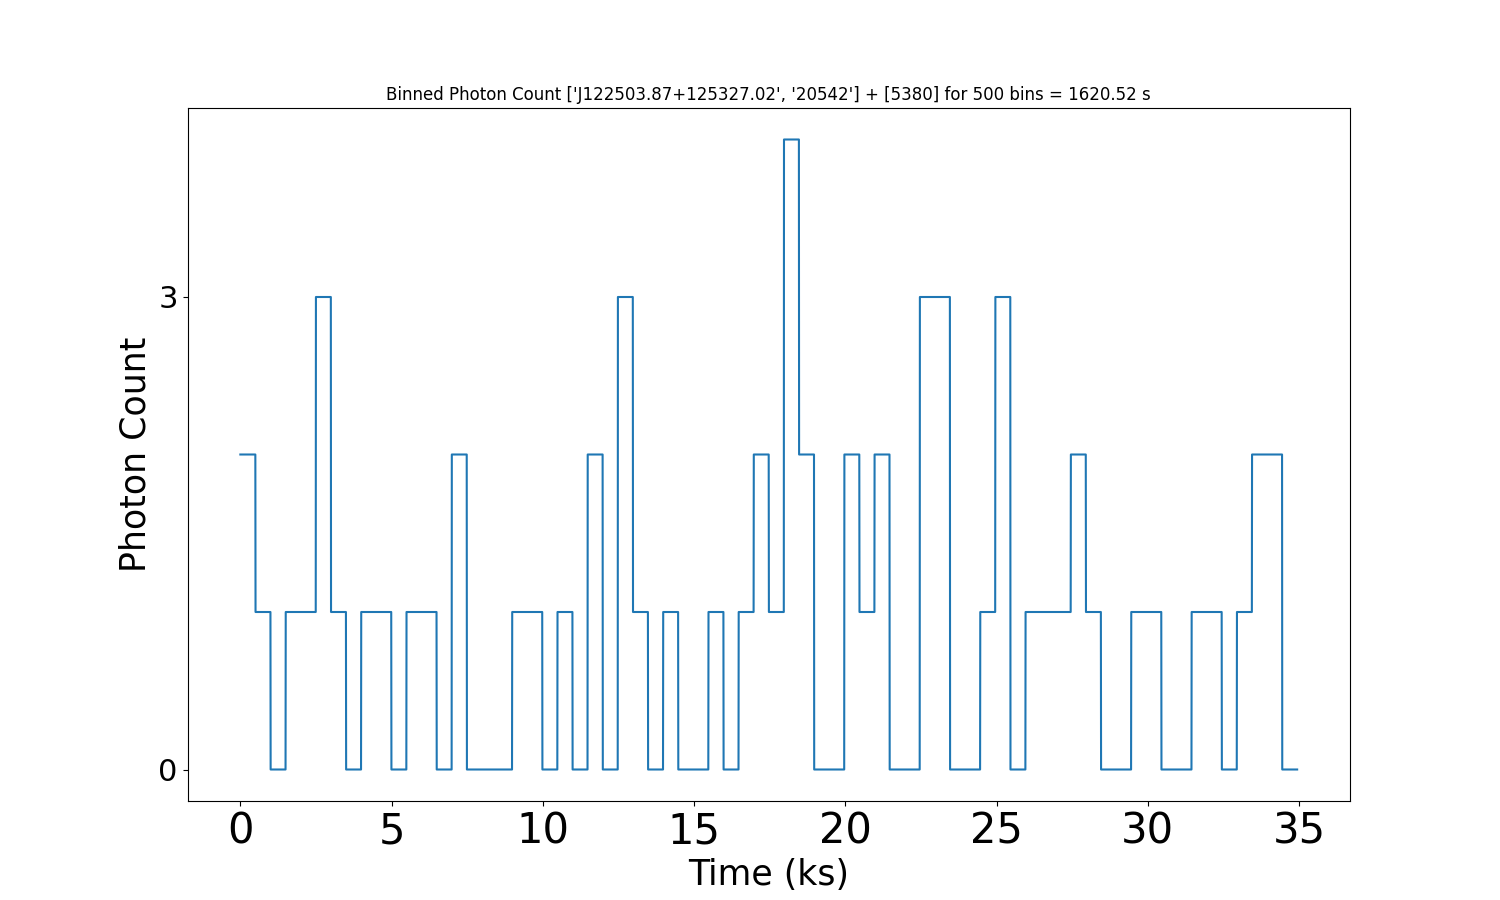 Binned Photon Count ['J122503.87+125327.02', '20542'] + [5380] for 500 bins = 1620.52 s
Photon Count
3
0
0 5 10 15 20 25 30 35
Time (ks)